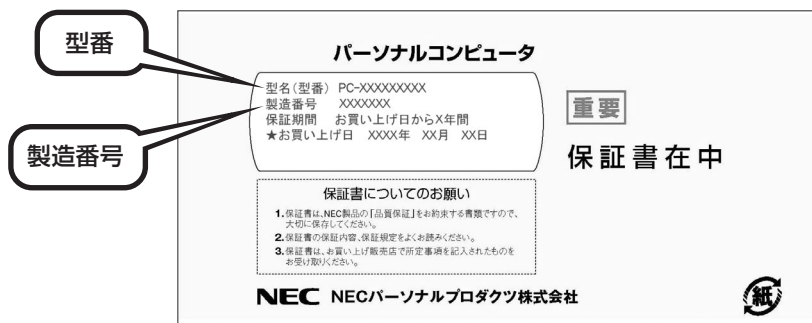 型番
製造番号
パーソナルコンピュータ
型名(型番) PC-XXXXXXXXX
製造番号 XXXXXXX
保証期間 お買い上げ日からX年間
★お買い上げ日 XXXX年 XX月 XX日
重要
保証書在中
保証書についてのお願い
1.保証書は、NEC製品の「品質保証」をお約束する書類ですので、
大切に保存してください。
2.保証書の保証内容、保証規定をよくお読みください。
3.保証書は、お買い上げ販売店で所定事項を記入されたものを
お受け取りください。
NEC NECパーソナルプロダクツ株式会社
紙